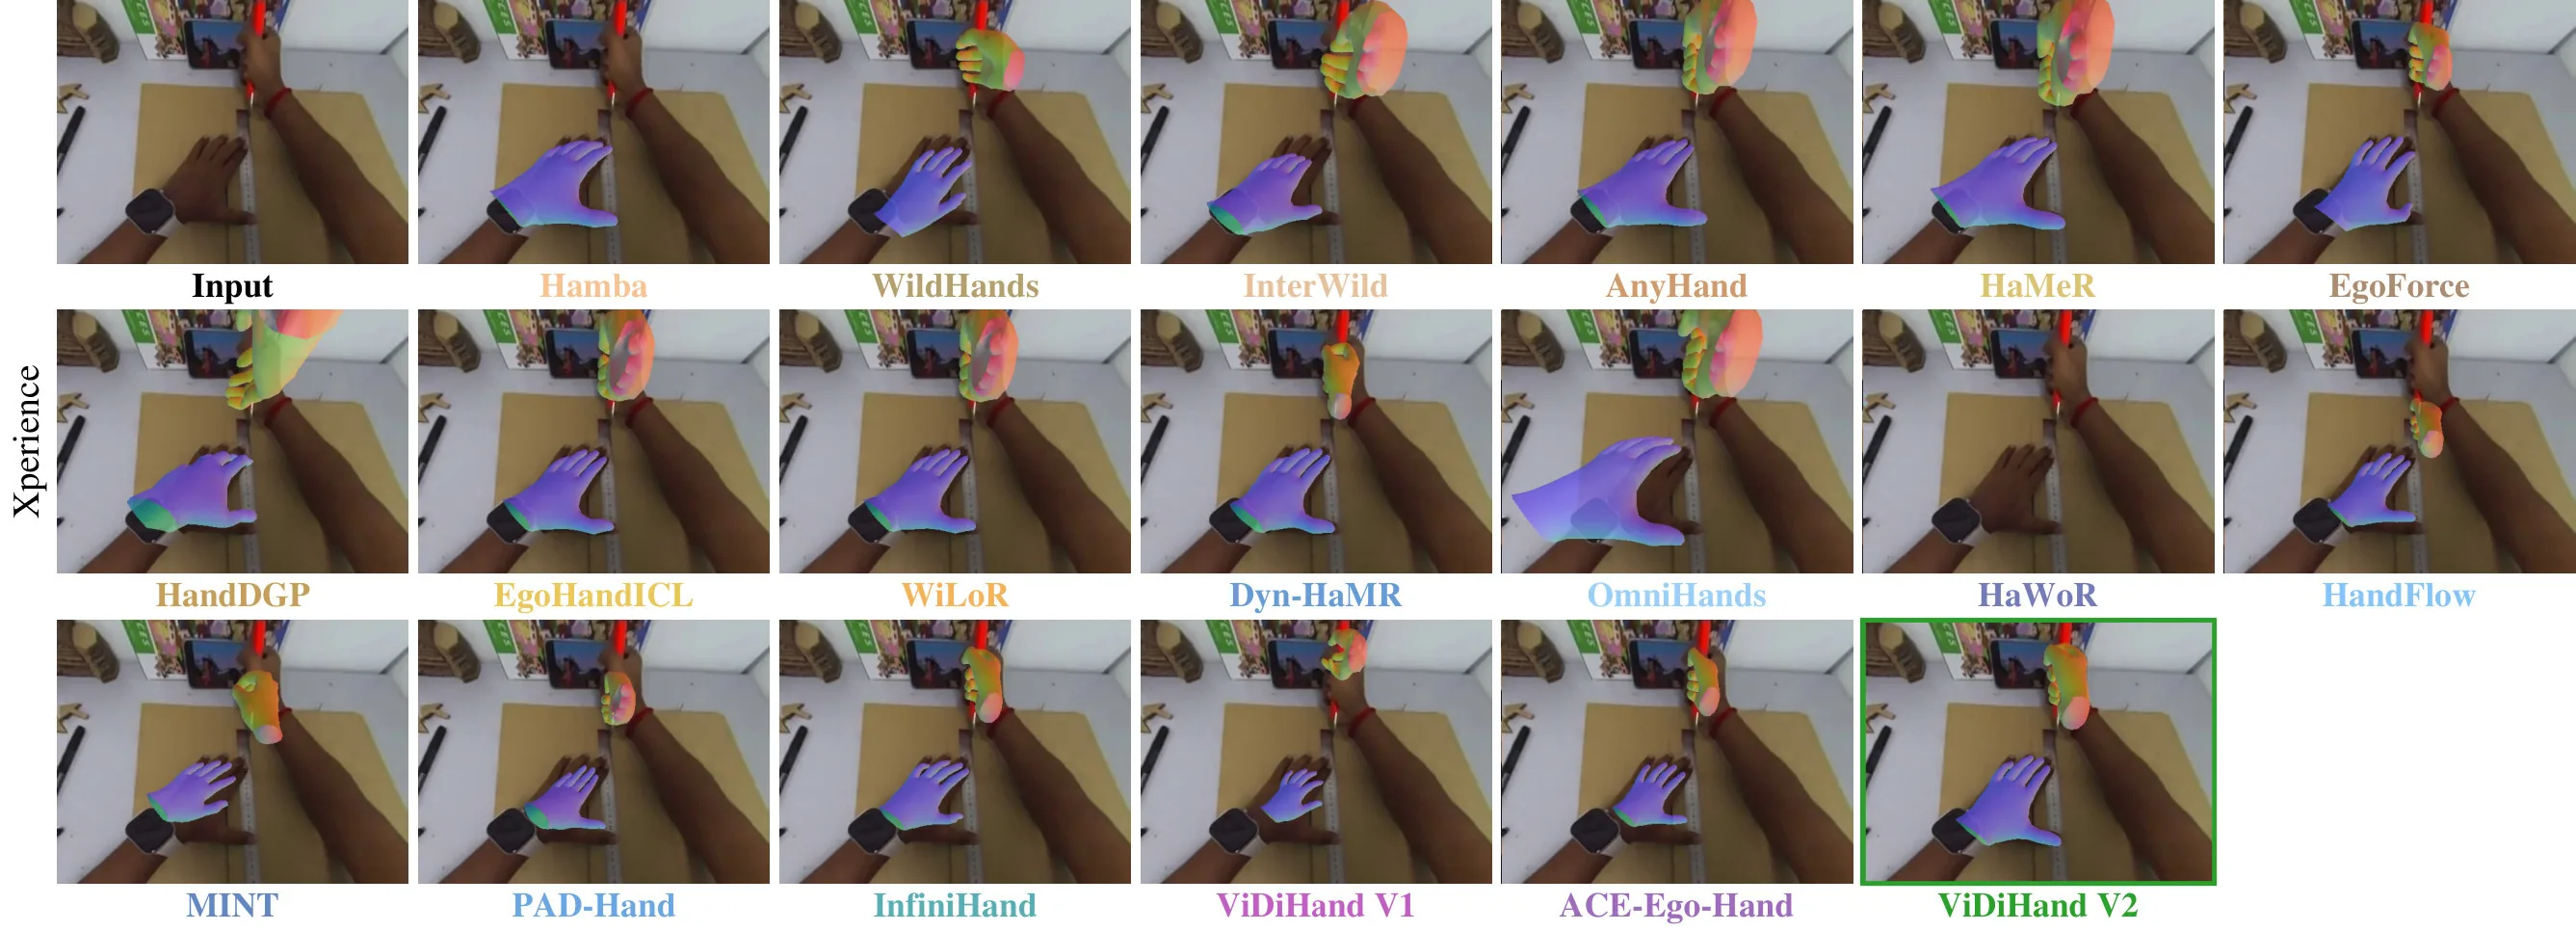 Input Hamba WildHands InterWild AnyHand HaMeR EgoForce
Xperience
HandDGP EgoHandICL WiLoR Dyn-HaMR OmniHands HaWoR HandFlow
MINT PAD-Hand InfiniHand ViDiHand V1 ACE-Ego-Hand ViDiHand V2